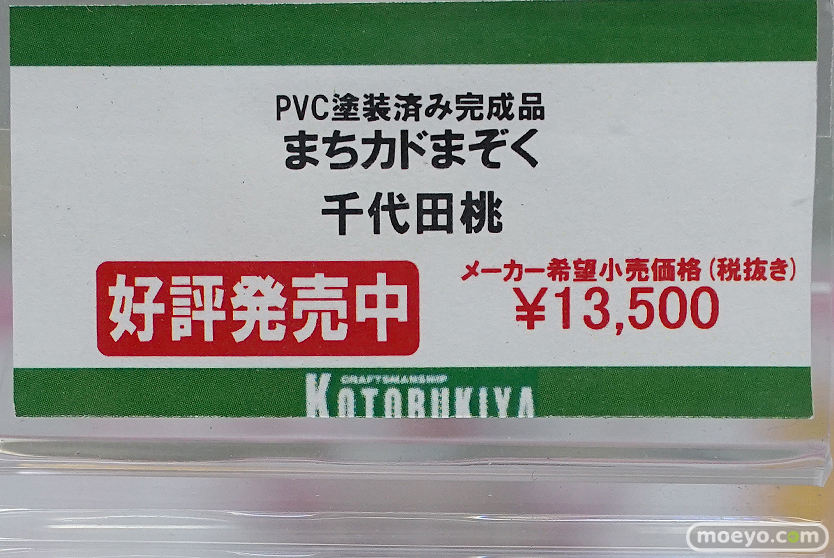 PVC塗装済み完成品
まちカドまぞく
千代田桃
好評発売中
メーカー希望小売価格(税抜き)
¥13,500
CRAFTSMANSHIP
KOTOBUKIYA
moeyo.com